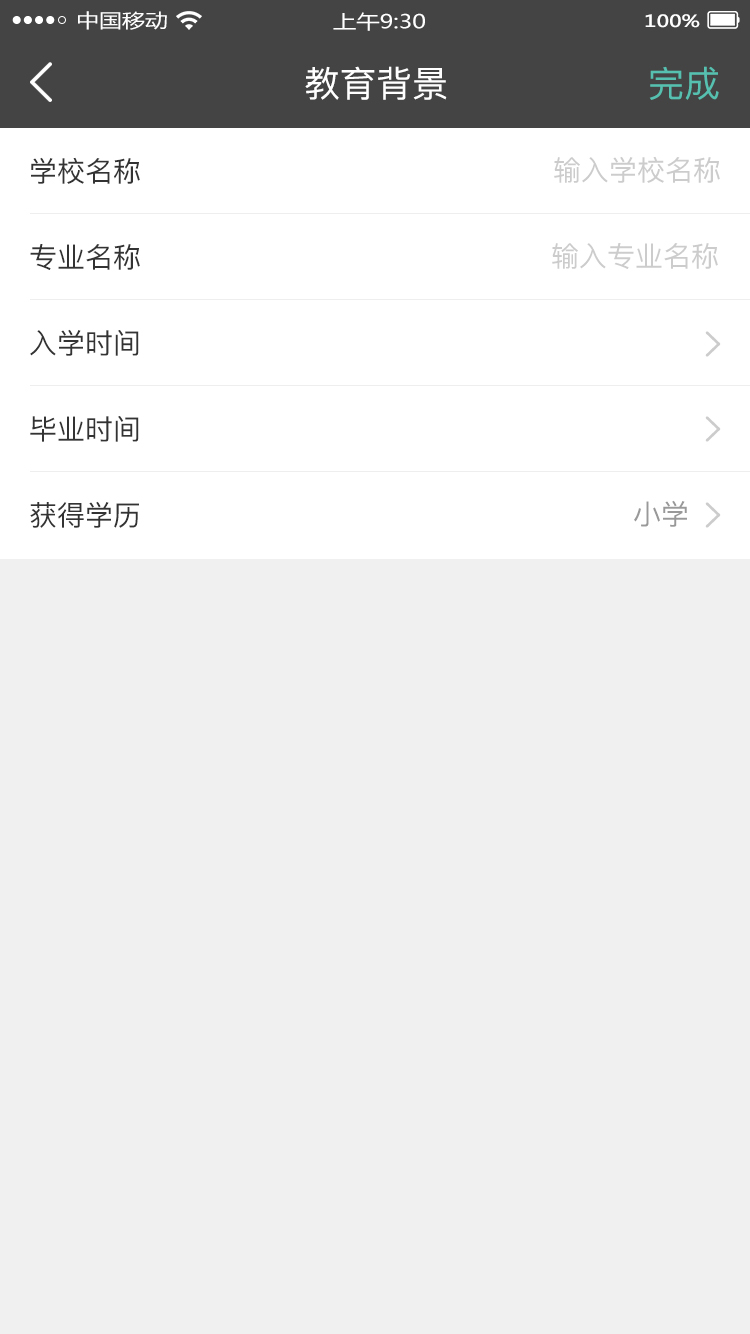 中国移动 上午9:30 100%
教育背景 完成
学校名称 输入学校名称
专业名称 输入专业名称
入学时间
毕业时间
获得学历 小学